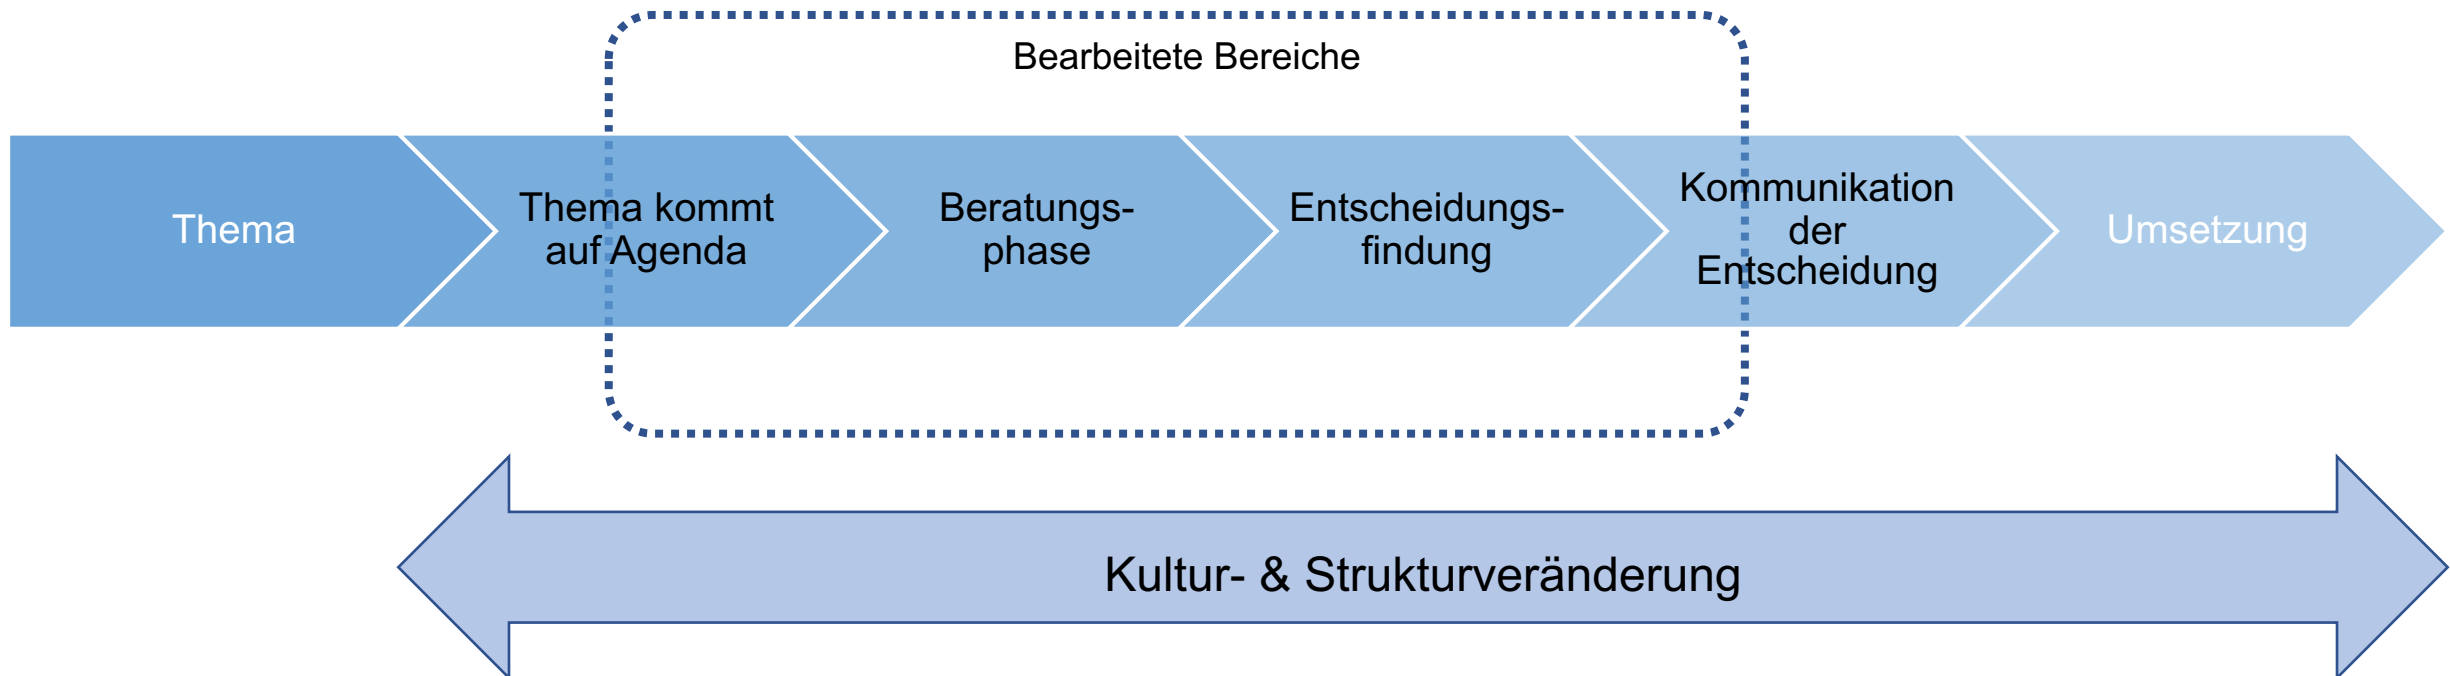 Bearbeitete Bereiche
Thema
Thema kommt
auf Agenda
Beratungs-
phase
Entscheidungs-
findung
Kommunikation
der
Entscheidung
Umsetzung
Kultur- & Strukturveränderung